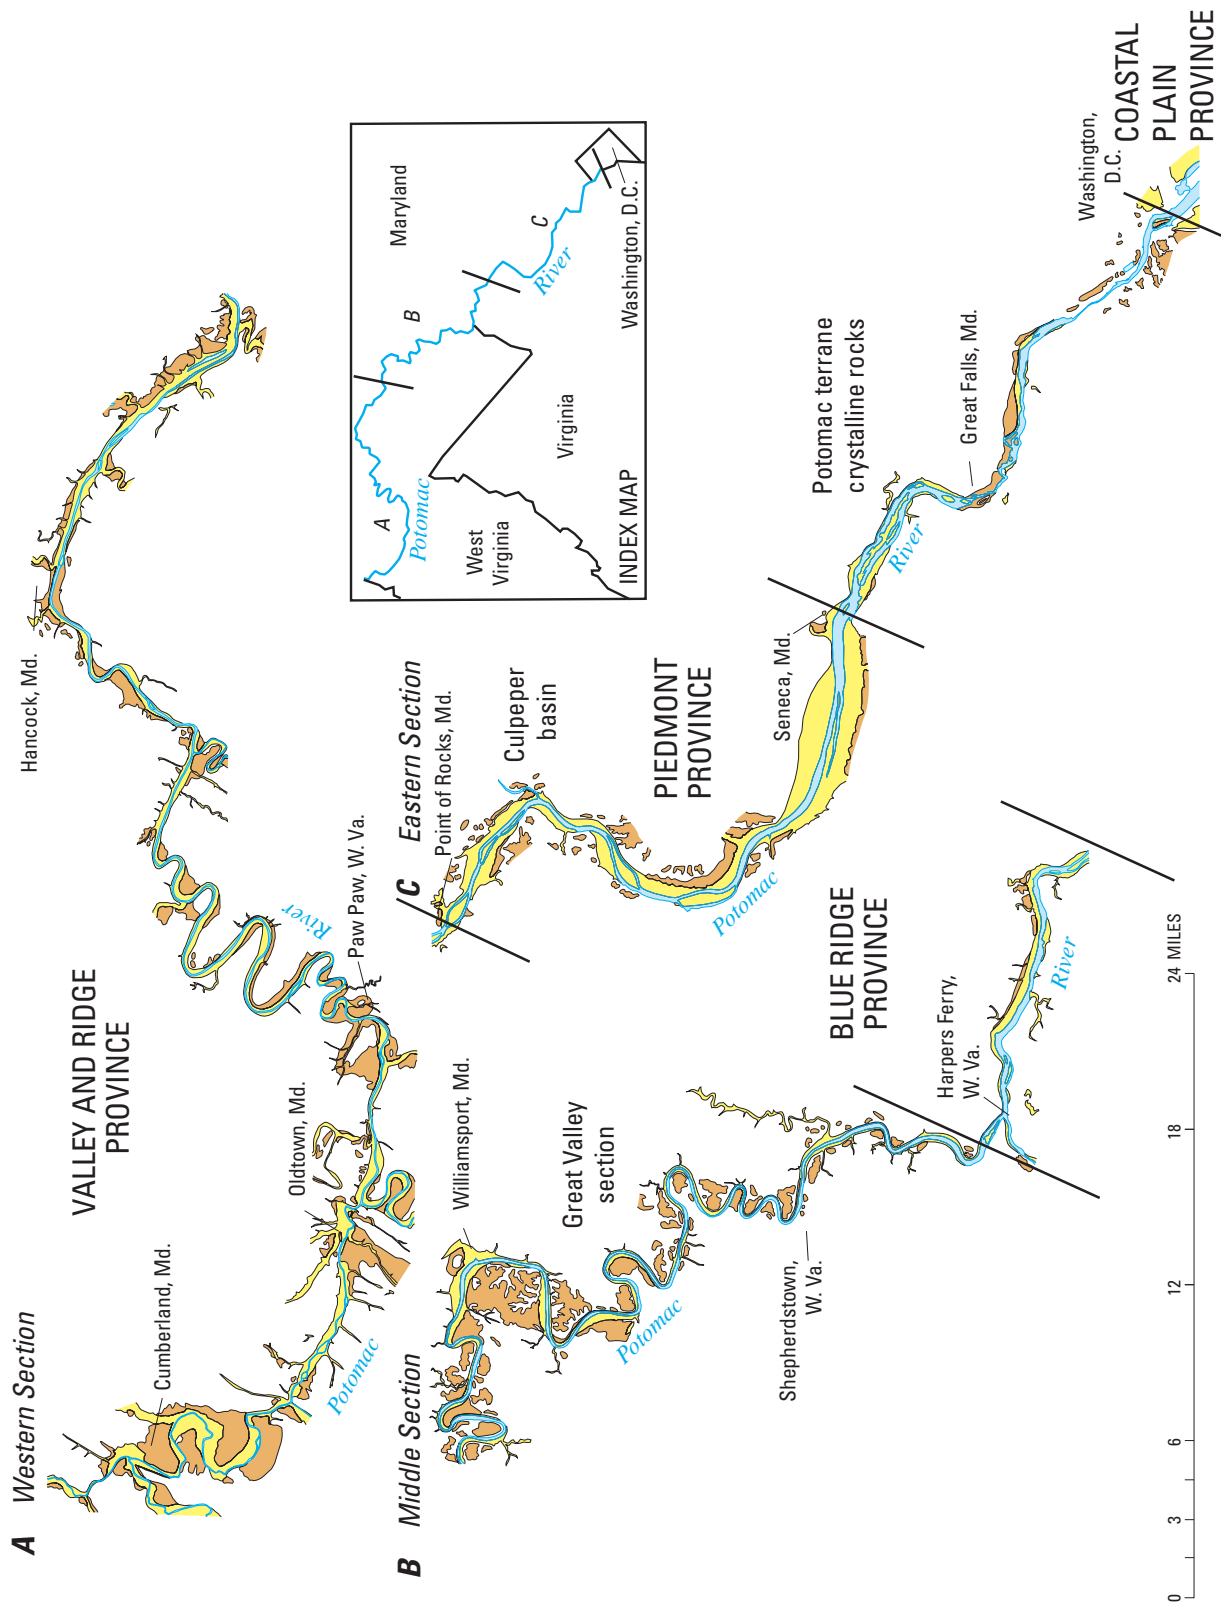 A Western Section
VALLEY AND RIDGE
PROVINCE
Cumberland, Md.
Oldtown, Md.
Paw Paw, W. Va.
Hancock, Md.
Potomac
River
B Middle Section
Williamsport, Md.
Great Valley
section
Potomac
Shepherdstown,
W. Va.
BLUE RIDGE
PROVINCE
Harpers Ferry,
W. Va.
River
C Eastern Section
Point of Rocks, Md.
Culpeper
basin
PIEDMONT
PROVINCE
Potomac
Seneca, Md.
River
Potomac terrane
crystalline rocks
Great Falls, Md.
Washington,
D.C.
COASTAL
PLAIN
PROVINCE
Maryland
A
B
C
Potomac
River
West
Virginia
Virginia
Washington, D.C.
INDEX MAP
0 3 6 12 18 24 MILES